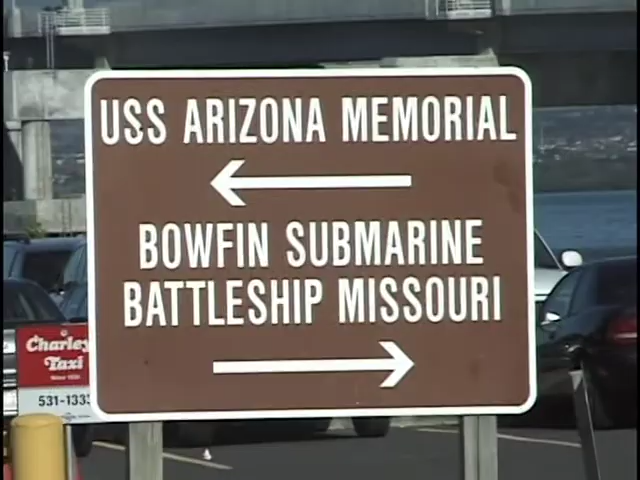 USS ARIZONA MEMORIAL
BOWFIN SUBMARINE
BATTLESHIP MISSOURI
Charley
Taxi
531-1333